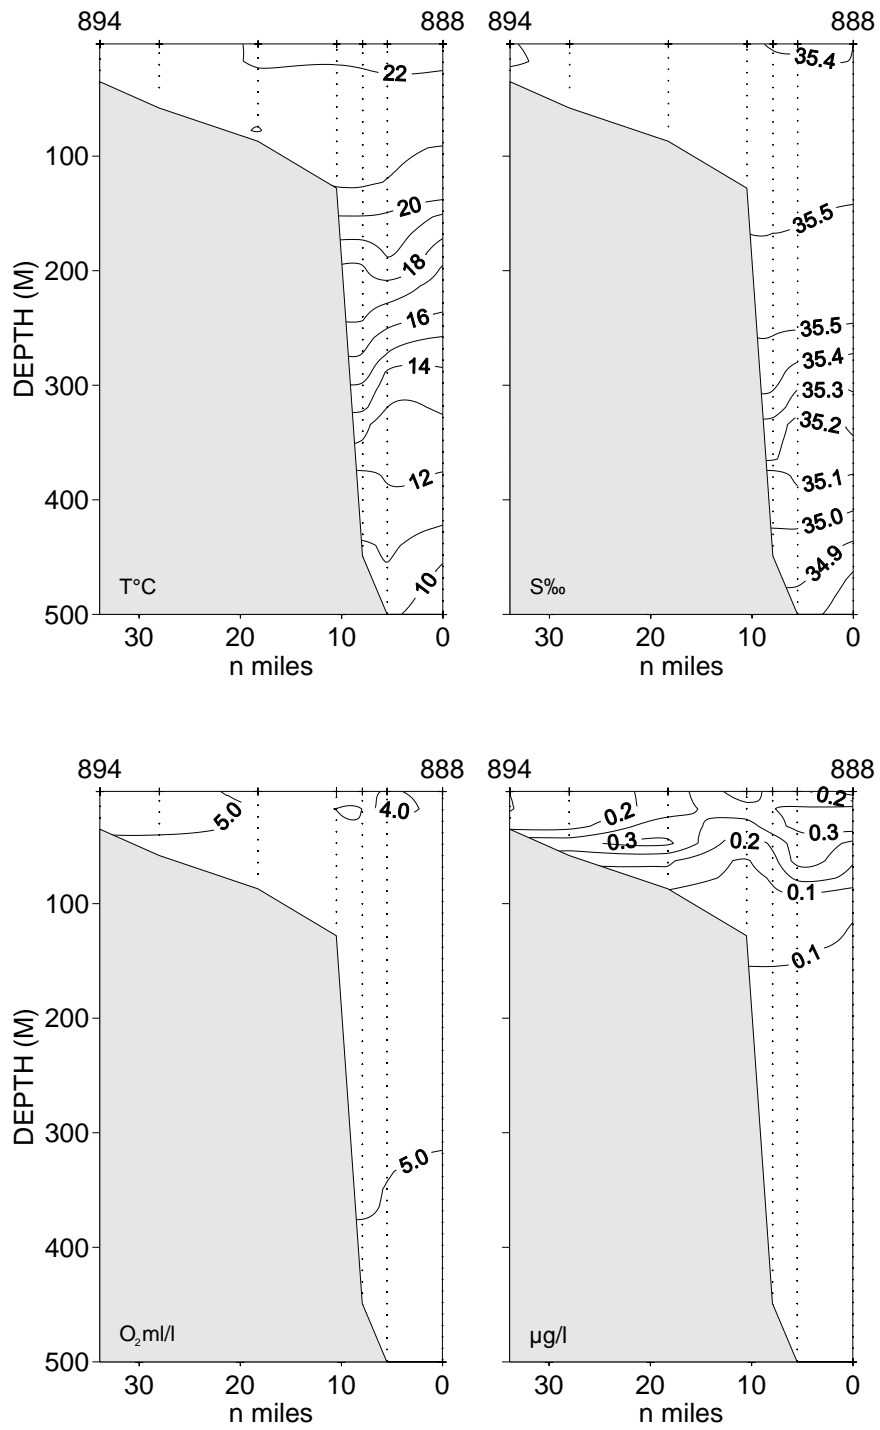 894 888 894 888
22 35.4
100
20 35.5
18
200
16 35.5
14 35.4
300
35.3
35.2
12 35.1
400
35.0
10 34.9
T°C S‰
500
DEPTH (M)
30 20 10 0 30 20 10 0
n miles n miles
894 888 894 888
5.0 4.0 0.2 0.2
0.3 0.2 0.3
100 0.1
0.1
200
DEPTH (M)
300
5.0
400
O₂ml/l µg/l
500
30 20 10 0 30 20 10 0
n miles n miles